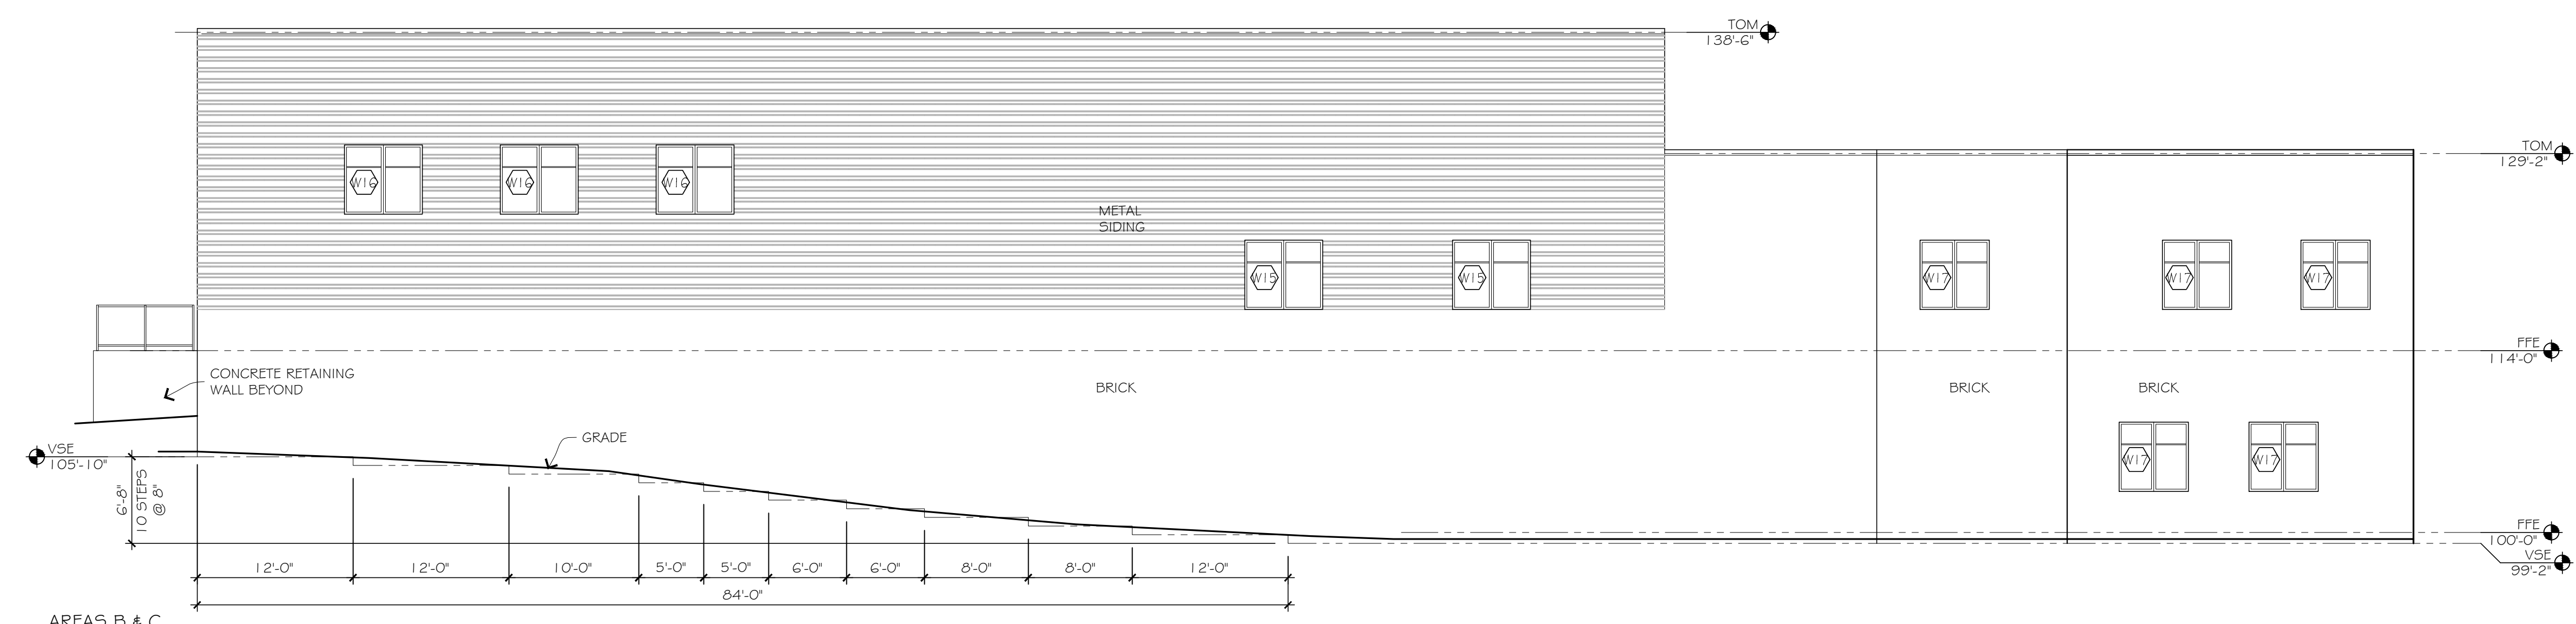 TOM
138'-6"
TOM
129'-2"
W16
W16
W16
METAL
SIDING
W15
W15
W17
W17
W17
FFE
114'-0"
CONCRETE RETAINING
WALL BEYOND
BRICK
BRICK
BRICK
GRADE
VSE
105'-10"
W17
W17
6'-8"
10 STEPS
@ 8"
FFE
100'-0"
VSE
99'-2"
12'-0"
12'-0"
10'-0"
5'-0"
5'-0"
6'-0"
6'-0"
8'-0"
8'-0"
12'-0"
84'-0"
AREAS B & C